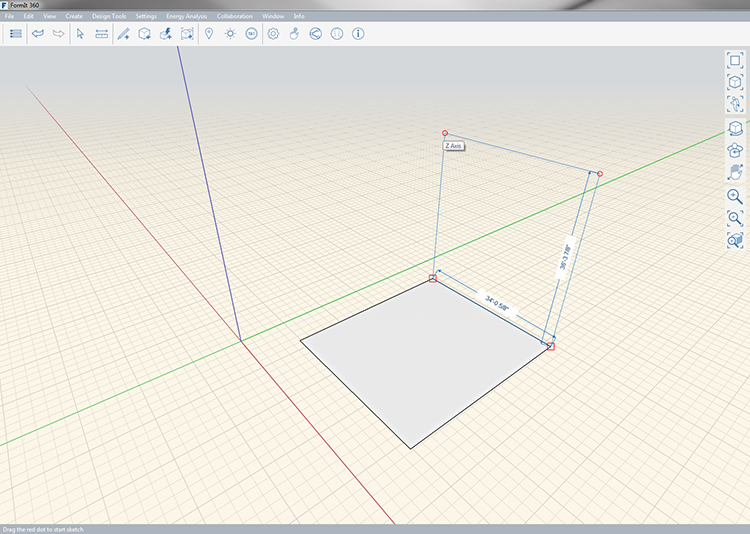 FormIt 360
File Edit View Create Design Tools Settings Energy Analysis Collaboration Window Info
Z Axis
36'-3 7/8"
34'-0 5/8"
Drag the red dot to start sketch